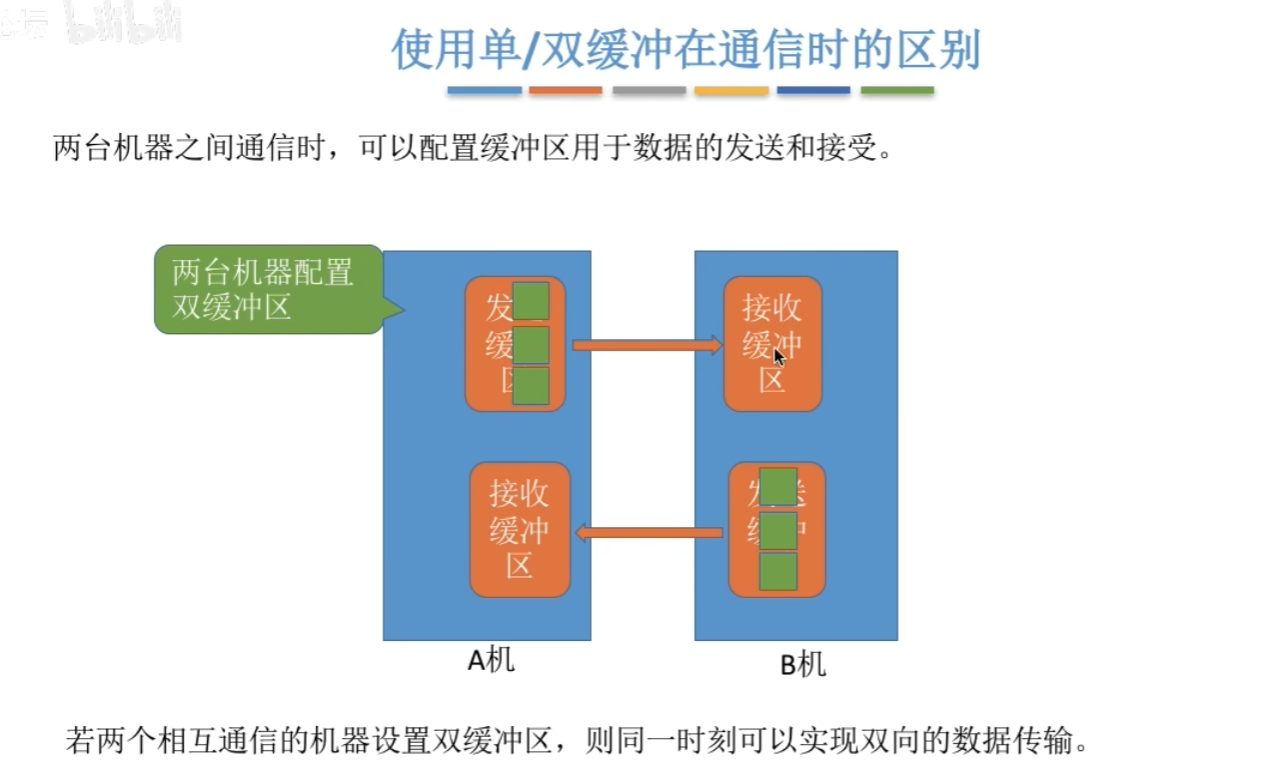 bilibili
使用单/双缓冲在通信时的区别
两台机器之间通信时，可以配置缓冲区用于数据的发送和接受。
两台机器配置
双缓冲区
发
缓
区
接收
缓冲
区
接收
缓冲
区
发送
缓冲
A机
B机
若两个相互通信的机器设置双缓冲区，则同一时刻可以实现双向的数据传输。